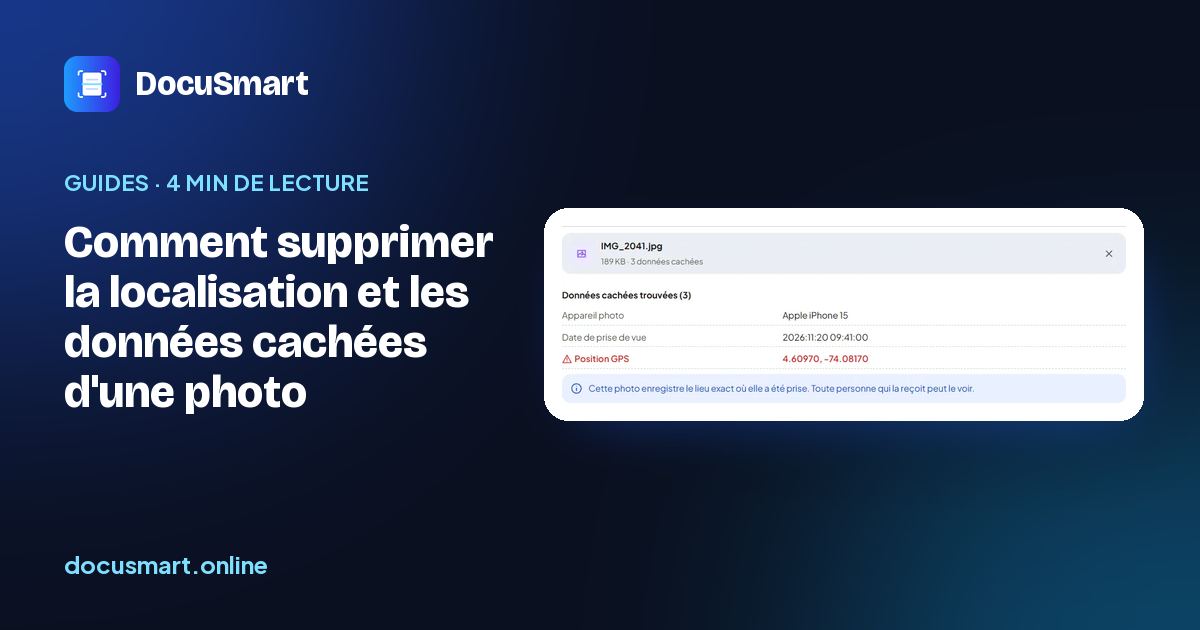 DocuSmart
GUIDES · 4 MIN DE LECTURE
Comment supprimer
la localisation et les
données cachées
d'une photo
docusmart.online
IMG_2041.jpg
189 KB · 3 données cachées
Données cachées trouvées (3)
Appareil photo Apple iPhone 15
Date de prise de vue 2026:11:20 09:41:00
Position GPS 4.60970, -74.08170
Cette photo enregistre le lieu exact où elle a été prise. Toute personne qui la reçoit peut le voir.